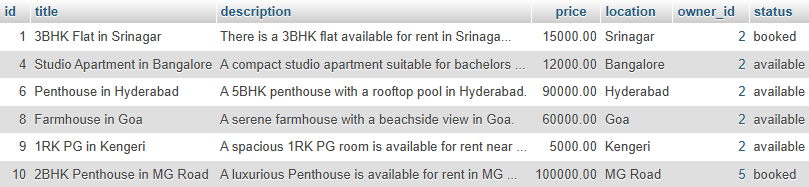 id title description price location owner_id status
1 3BHK Flat in Srinagar There is a 3BHK flat available for rent in Srinaga... 15000.00 Srinagar 2 booked
4 Studio Apartment in Bangalore A compact studio apartment suitable for bachelors ... 12000.00 Bangalore 2 available
6 Penthouse in Hyderabad A 5BHK penthouse with a rooftop pool in Hyderabad. 90000.00 Hyderabad 2 available
8 Farmhouse in Goa A serene farmhouse with a beachside view in Goa. 60000.00 Goa 2 available
9 1RK PG in Kengeri A spacious 1RK PG room is available for rent near ... 5000.00 Kengeri 2 available
10 2BHK Penthouse in MG Road A luxurious Penthouse is available for rent in MG ... 100000.00 MG Road 5 booked